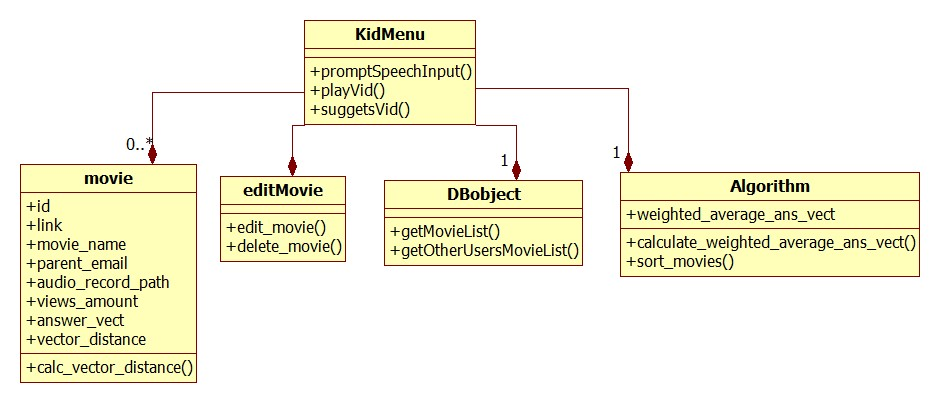 KidMenu
+promptSpeechInput()
+playVid()
+suggetsVid()
0..*
1
1
movie
+id
+link
+movie_name
+parent_email
+audio_record_path
+views_amount
+answer_vect
+vector_distance
+calc_vector_distance()
editMovie
+edit_movie()
+delete_movie()
DBobject
+getMovieList()
+getOtherUsersMovieList()
Algorithm
+weighted_average_ans_vect
+calculate_weighted_average_ans_vect()
+sort_movies()